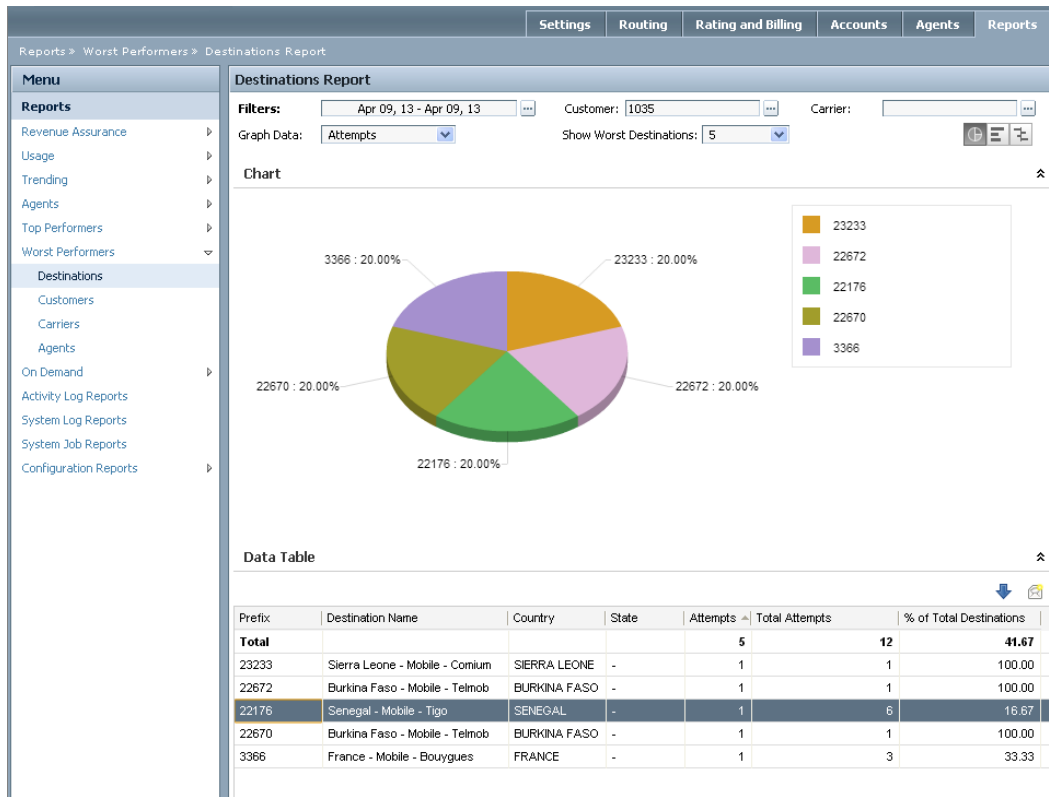 Settings Routing Rating and Billing Accounts Agents Reports
Reports » Worst Performers » Destinations Report
Menu
Reports
Revenue Assurance
Usage
Trending
Agents
Top Performers
Worst Performers
Destinations
Customers
Carriers
Agents
On Demand
Activity Log Reports
System Log Reports
System Job Reports
Configuration Reports
Destinations Report
Filters: Apr 09, 13 - Apr 09, 13 ... Customer: 1035 ... Carrier: ...
Graph Data: Attempts Show Worst Destinations: 5
Chart
3366 : 20.00%
23233 : 20.00%
22670 : 20.00%
22672 : 20.00%
22176 : 20.00%
23233
22672
22176
22670
3366
Data Table
Prefix Destination Name Country State Attempts Total Attempts % of Total Destinations
Total 5 12 41.67
23233 Sierra Leone - Mobile - Comium SIERRA LEONE - 1 1 100.00
22672 Burkina Faso - Mobile - Telmob BURKINA FASO - 1 1 100.00
22176 Senegal - Mobile - Tigo SENEGAL - 1 6 16.67
22670 Burkina Faso - Mobile - Telmob BURKINA FASO - 1 1 100.00
3366 France - Mobile - Bouygues FRANCE - 1 3 33.33